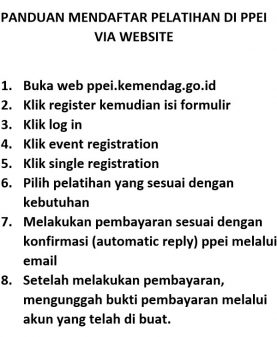 PANDUAN MENDAFTAR PELATIHAN DI PPEI
VIA WEBSITE
1. Buka web ppei.kemendag.go.id
2. Klik register kemudian isi formulir
3. Klik log in
4. Klik event registration
5. Klik single registration
6. Pilih pelatihan yang sesuai dengan
kebutuhan
7. Melakukan pembayaran sesuai dengan
konfirmasi (automatic reply) ppei melalui
email
8. Setelah melakukan pembayaran,
mengunggah bukti pembayaran melalui
akun yang telah di buat.